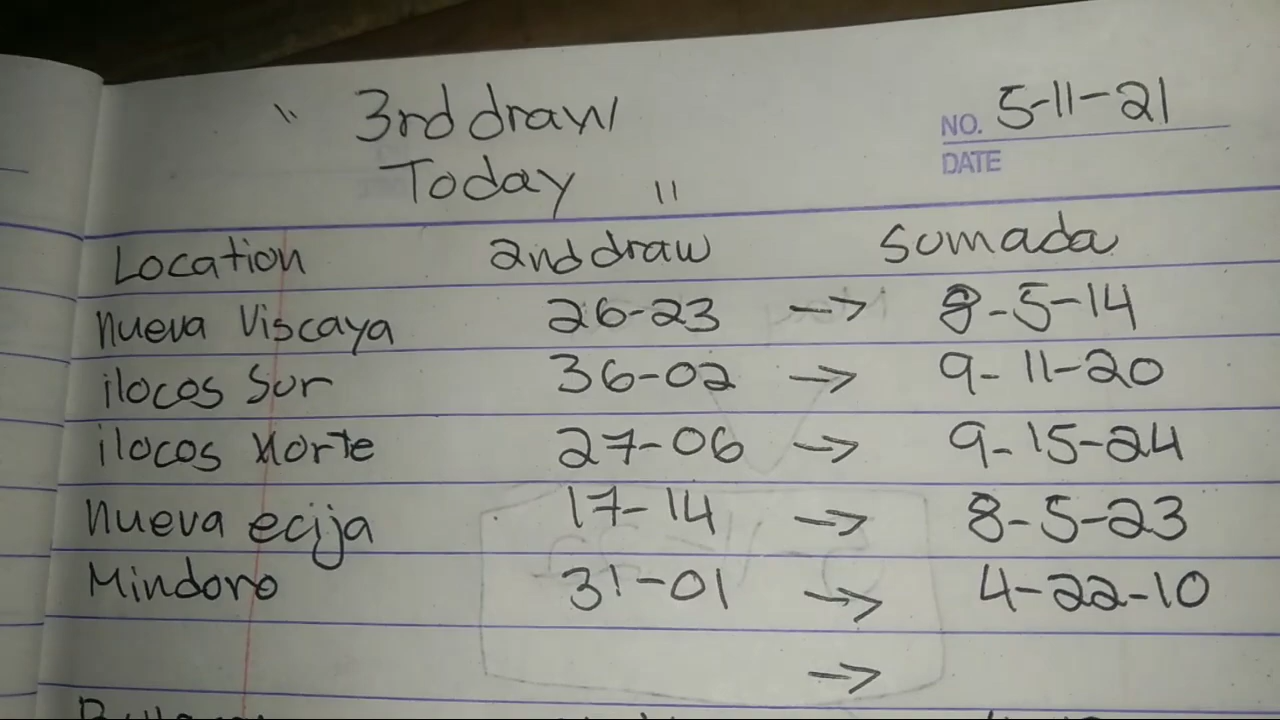 " 3rd draw
NO. 5-11-21
Today "
DATE
Location 2nd draw Sumada
Nueva Viscaya 26-23 → 8-5-14
ilocos Sur 36-02 → 9-11-20
ilocos Norte 27-06 → 9-15-24
Nueva ecija 17-14 → 8-5-23
Mindoro 31-01 → 4-22-10
→